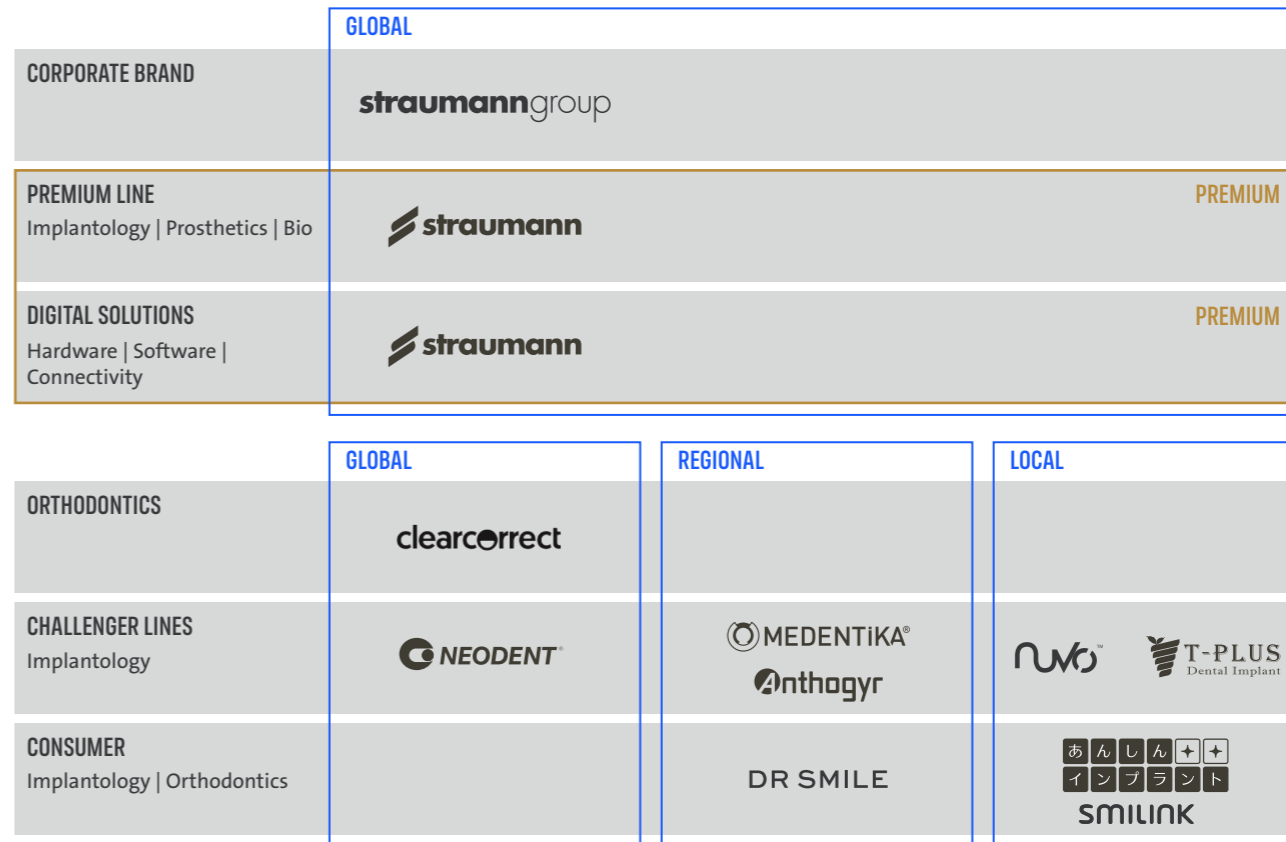 GLOBAL
CORPORATE BRAND
straumanngroup
PREMIUM LINE
PREMIUM
Implantology | Prosthetics | Bio
straumann
DIGITAL SOLUTIONS
PREMIUM
Hardware | Software |
Connectivity
straumann
GLOBAL
REGIONAL
LOCAL
ORTHODONTICS
clearcorrect
CHALLENGER LINES
Implantology
NEODENT®
MEDENTiKA®
Anthogyr
nuvo™
T-PLUS
Dental Implant
CONSUMER
Implantology | Orthodontics
DR SMILE
あんしん
インプラント
SMILINK